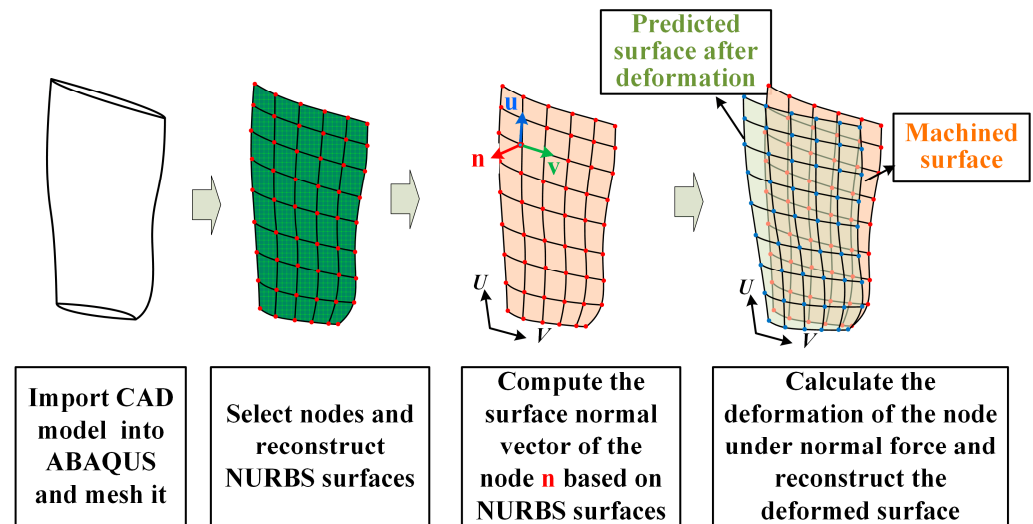 Predicted
surface after
deformation
Machined
surface
u
n
v
U
V
U
V
Import CAD
model into
ABAQUS
and mesh it
Select nodes and
reconstruct
NURBS surfaces
Compute the
surface normal
vector of the
node n based on
NURBS surfaces
Calculate the
deformation of the node
under normal force and
reconstruct the
deformed surface